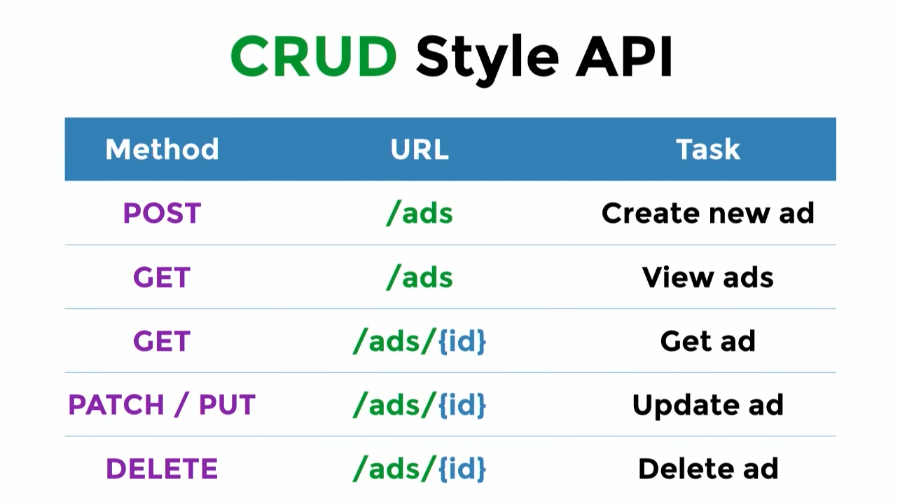 CRUD Style API
Method URL Task
POST /ads Create new ad
GET /ads View ads
GET /ads/{id} Get ad
PATCH / PUT /ads/{id} Update ad
DELETE /ads/{id} Delete ad